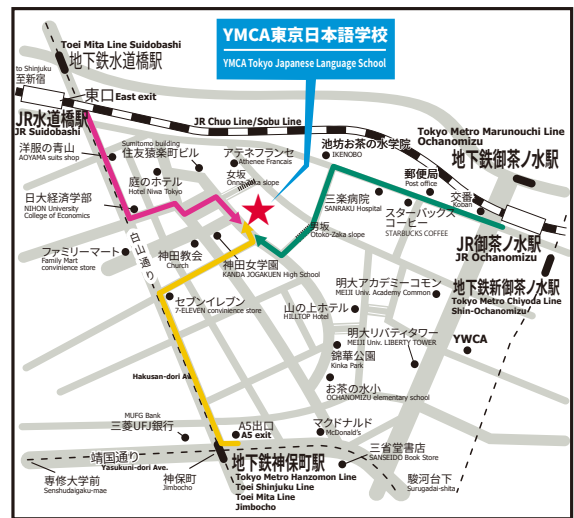 YMCA東京日本語学校
YMCA Tokyo Japanese Language School
Toei Mita Line Suidobashi
地下鉄水道橋駅
to Shinjuku
至新宿
東口 East exit
JR水道橋駅
JR Suidobashi
JR Chuo Line/Sobu Line
洋服の青山
AOYAMA suits shop
Sumitomo building
住友猿楽町ビル
アテネフランセ
Athenee Francais
池坊お茶の水学院
IKENOBO
Tokyo Metro Marunouchi Line
Ochanomizu
地下鉄御茶ノ水駅
庭のホテル
Hotel Niwa Tokyo
女坂
Onna-zaka slope
郵便局
Post office
交番
Koban
日大経済学部
NIHON University
College of Economics
三楽病院
SANRAKU Hospital
スターバックス
コーヒー
STARBUCKS COFFEE
男坂
Otoko-Zaka slope
JR御茶ノ水駅
JR Ochanomizu
ファミリーマート
Family Mart
convinience store
白山通り
神田教会
Church
神田女学園
KANDA JOGAKUEN High School
地下鉄新御茶ノ水駅
Tokyo Metro Chiyoda Line
Shin-Ochanomizu
明大アカデミーコモン
MEIJI Univ. Academy Common
セブンイレブン
7-ELEVEN convinience store
山の上ホテル
HILLTOP Hotel
明大リバティタワー
MEIJI Univ. LIBERTY TOWER
YWCA
錦華公園
Kinka Park
Hakusan-dori Av
お茶の水小
OCHANOMIZU elementary school
MUFG Bank
三菱UFJ銀行
A5出口
A5 exit
マクドナルド
McDonald's
靖国通り
Yasukuni-dori Ave.
地下鉄神保町駅
Tokyo Metro Hanzomon Line
Toei Shinjuku Line
Toei Mita Line
Jimbocho
三省堂書店
SANSEIDO Book Store
専修大学前
Senshudaigaku-mae
神保町
Jimbocho
駿河台下
Surugadai-shita